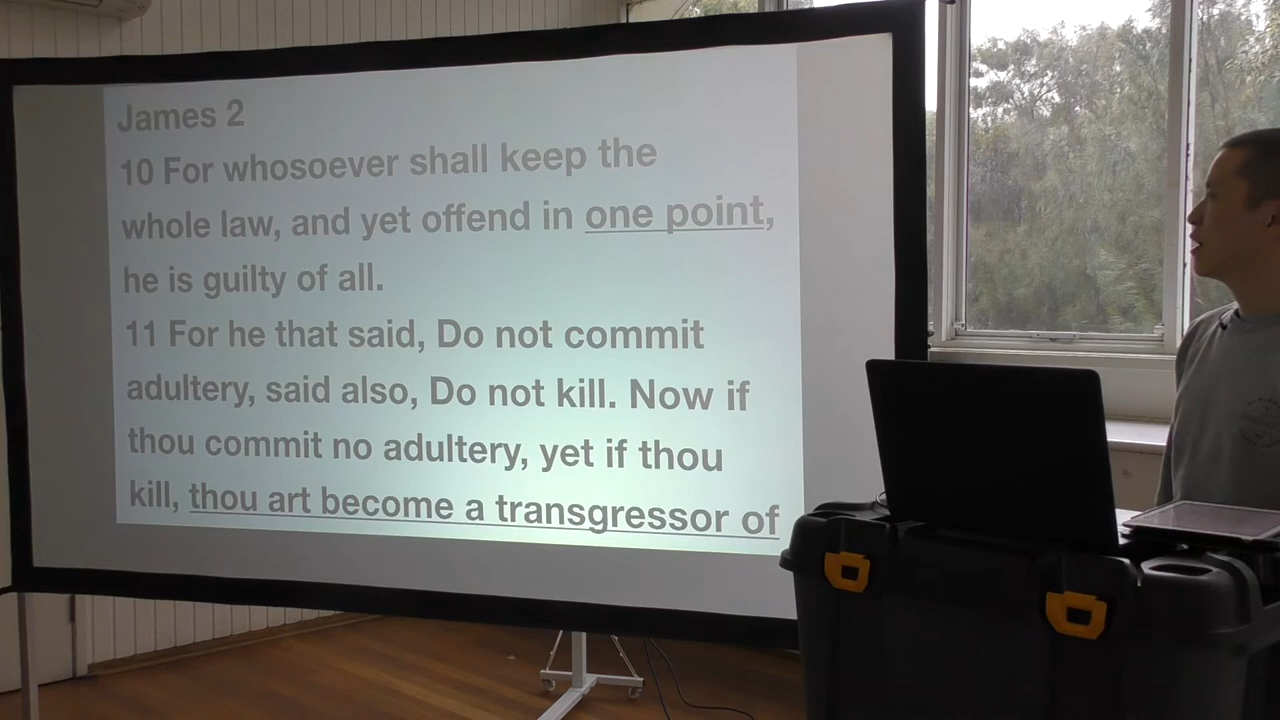 James 2
10 For whosoever shall keep the
whole law, and yet offend in one point,
he is guilty of all.
11 For he that said, Do not commit
adultery, said also, Do not kill. Now if
thou commit no adultery, yet if thou
kill, thou art become a transgressor of